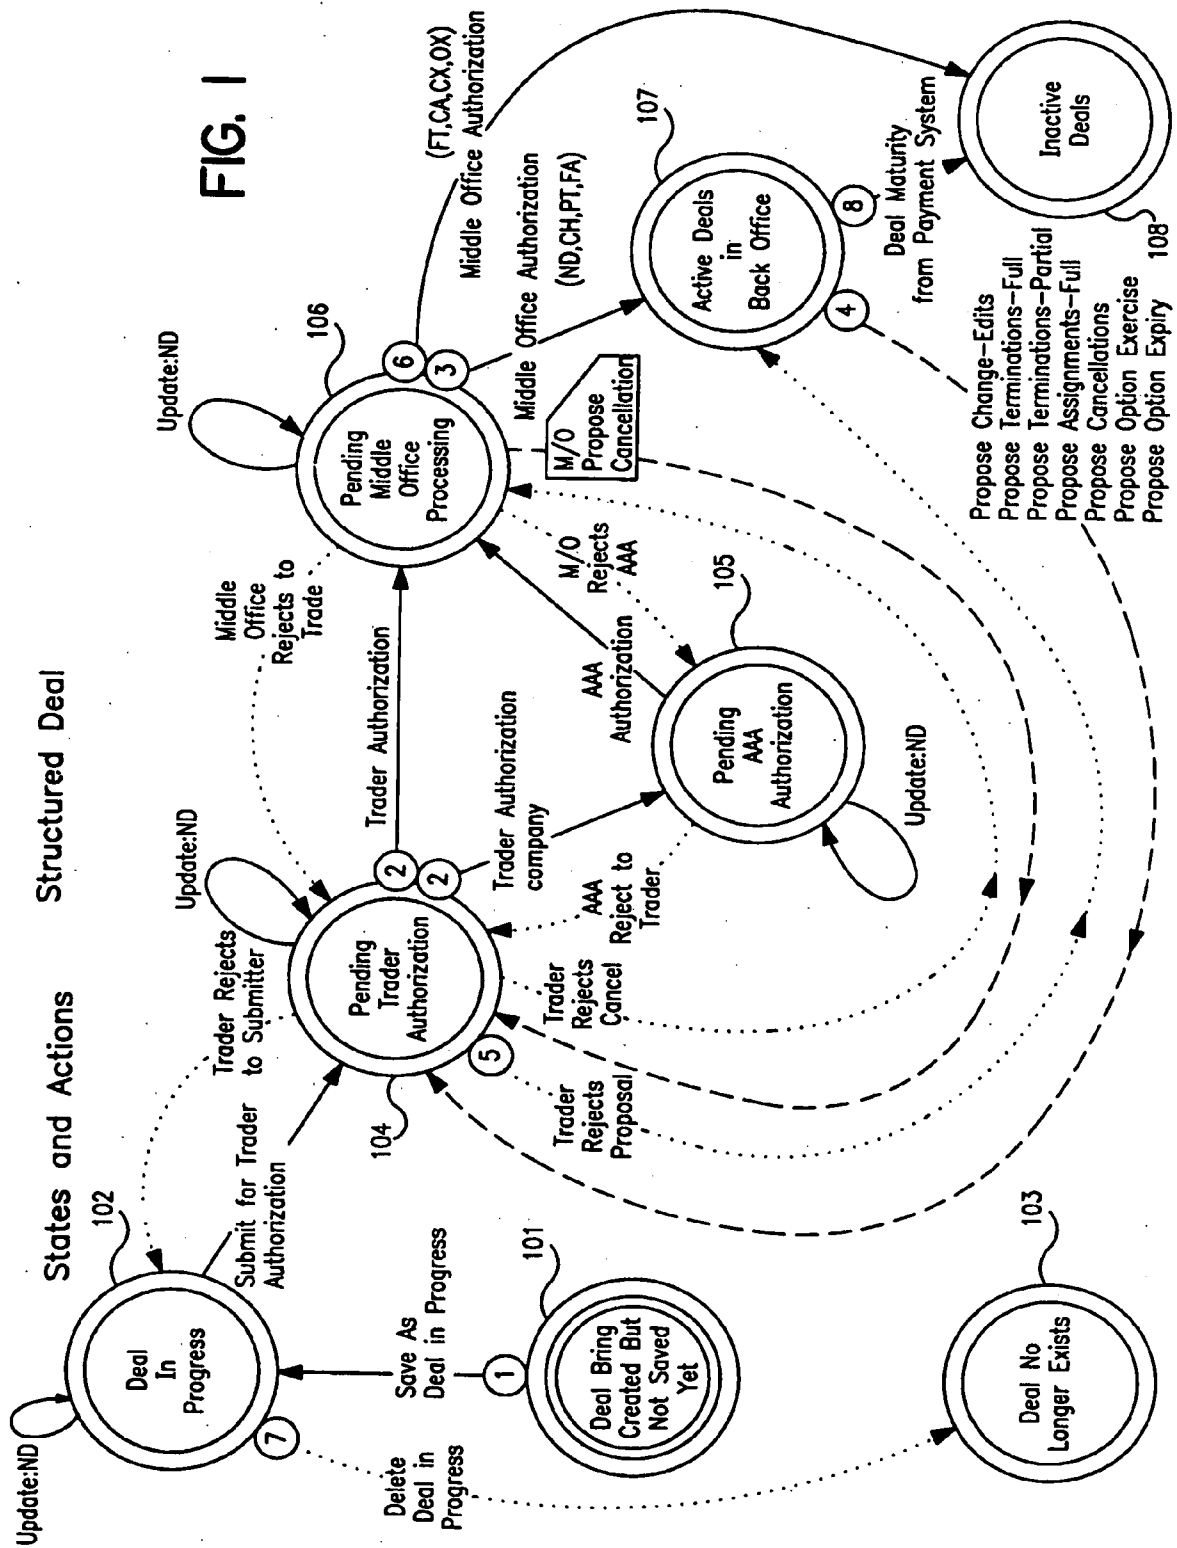 FIG. 1
States and Actions
Structured Deal
Update:ND
Deal
In
Progress
102
7
Delete
Deal in
Progress
Save As
Deal in Progress
1
101
Deal Bring
Created But
Not Saved
Yet
103
Deal No
Longer Exists
Submit for Trader
Authorization
Trader Rejects
to Submitter
Update:ND
Pending
Trader
Authorization
104
2
2
5
Trader Authorization
Trader Authorization
company
AAA
Reject to
Trader
Trader
Rejects
Cancel
Trader
Rejects
Proposal
Middle
Office
Rejects to
Trade
Pending
AAA
Authorization
105
Update:ND
AAA
Authorization
M/O
Rejects
AAA
Update:ND
Pending
Middle
Office
Processing
106
6
3
M/O
Propose
Cancellation
(FT,CA,CX,OX)
Middle Office Authorization
Middle Office Authorization
(ND,CH,PT,FA)
107
Active Deals
in
Back Office
4
8
Deal Maturity
from Payment System
Inactive
Deals
108
Propose Change-Edits
Propose Terminations-Full
Propose Terminations-Partial
Propose Assignments-Full
Propose Cancellations
Propose Option Exercise
Propose Option Expiry